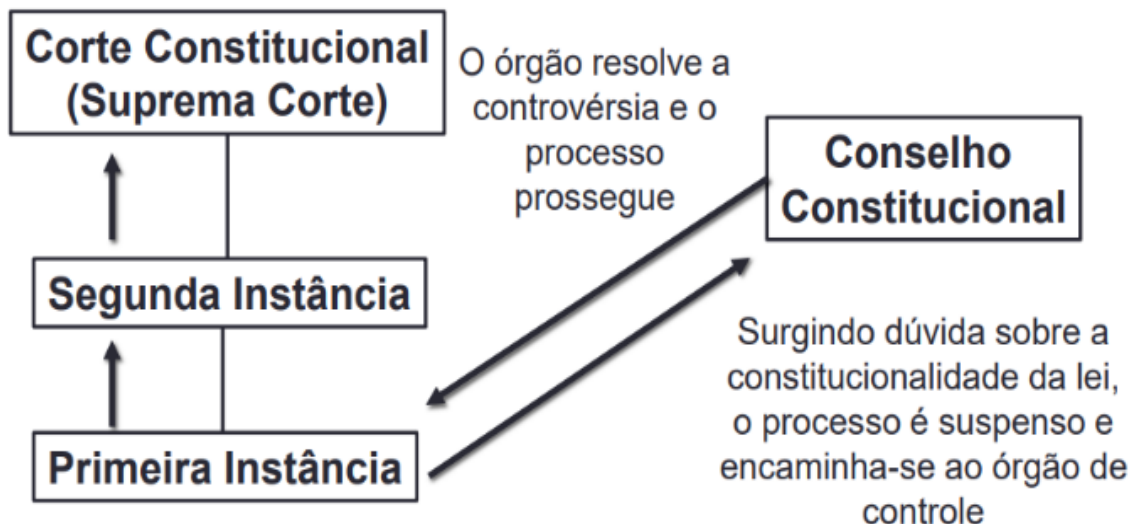 Corte Constitucional
(Suprema Corte)
O órgão resolve a
controvérsia e o
processo
prossegue
Conselho
Constitucional
Segunda Instância
Surgindo dúvida sobre a
constitucionalidade da lei,
o processo é suspenso e
encaminha-se ao órgão de
controle
Primeira Instância